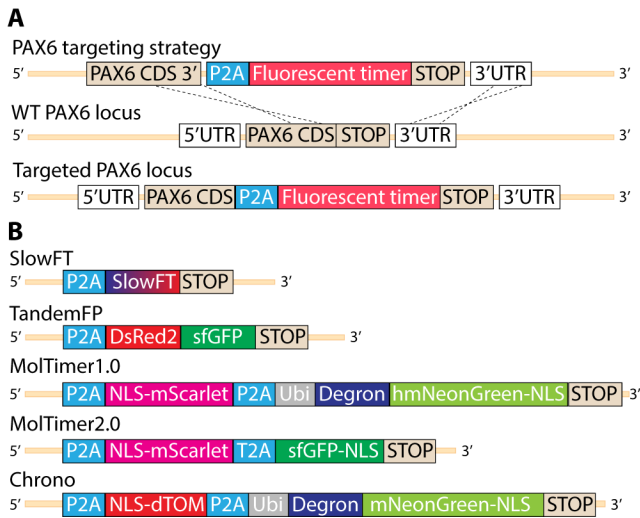 A
PAX6 targeting strategy
5’ PAX6 CDS 3’ P2A Fluorescent timer STOP 3’UTR 3’
WT PAX6 locus
5’ 5’UTR PAX6 CDS STOP 3’UTR 3’
Targeted PAX6 locus
5’ 5’UTR PAX6 CDS P2A Fluorescent timer STOP 3’UTR 3’
B
SlowFT
5’ P2A SlowFT STOP 3’
TandemFP
5’ P2A DsRed2 sfGFP STOP 3’
MolTimer1.0
5’ P2A NLS-mScarlet P2A Ubi Degron hmNeonGreen-NLS STOP 3’
MolTimer2.0
5’ P2A NLS-mScarlet T2A sfGFP-NLS STOP 3’
Chrono
5’ P2A NLS-dTOM P2A Ubi Degron mNeonGreen-NLS STOP 3’